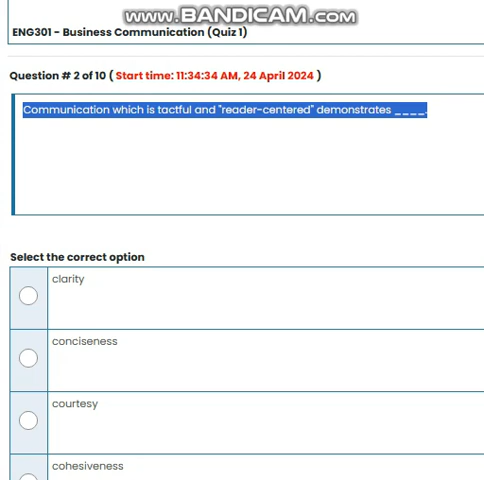 www.BANDICAM.com
ENG301 - Business Communication (Quiz 1)
Question # 2 of 10 ( Start time: 11:34:34 AM, 24 April 2024 )
Communication which is tactful and "reader-centered" demonstrates ____.
Select the correct option
clarity
conciseness
courtesy
cohesiveness